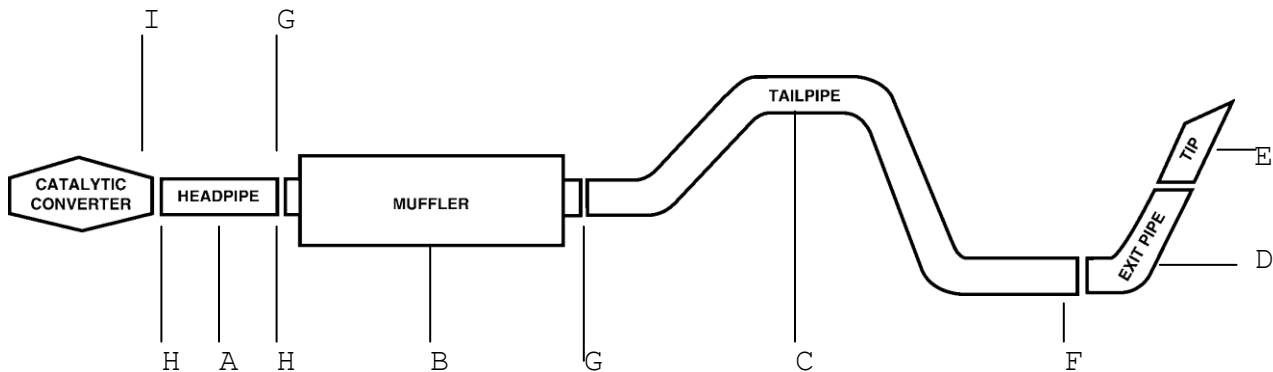 I G
TAILPIPE
TIP
E
CATALYTIC
CONVERTER
HEADPIPE
MUFFLER
EXIT PIPE
D
H A H B G C F